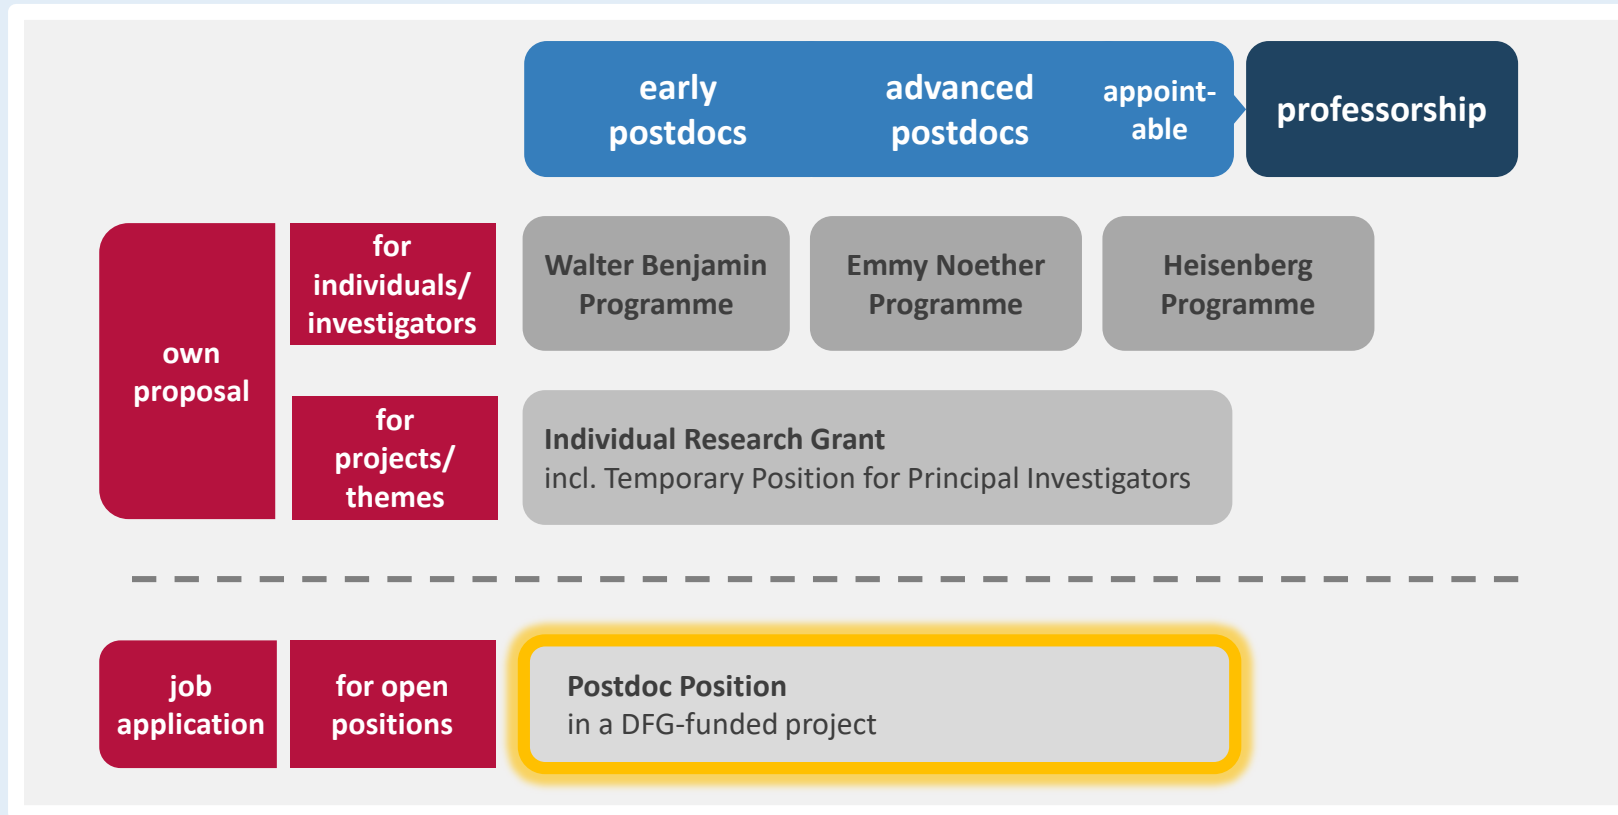 early
postdocs
advanced
postdocs
appoint-
able
professorship
own
proposal
for
individuals/
investigators
Walter Benjamin
Programme
Emmy Noether
Programme
Heisenberg
Programme
for
projects/
themes
Individual Research Grant
incl. Temporary Position for Principal Investigators
job
application
for open
positions
Postdoc Position
in a DFG-funded project